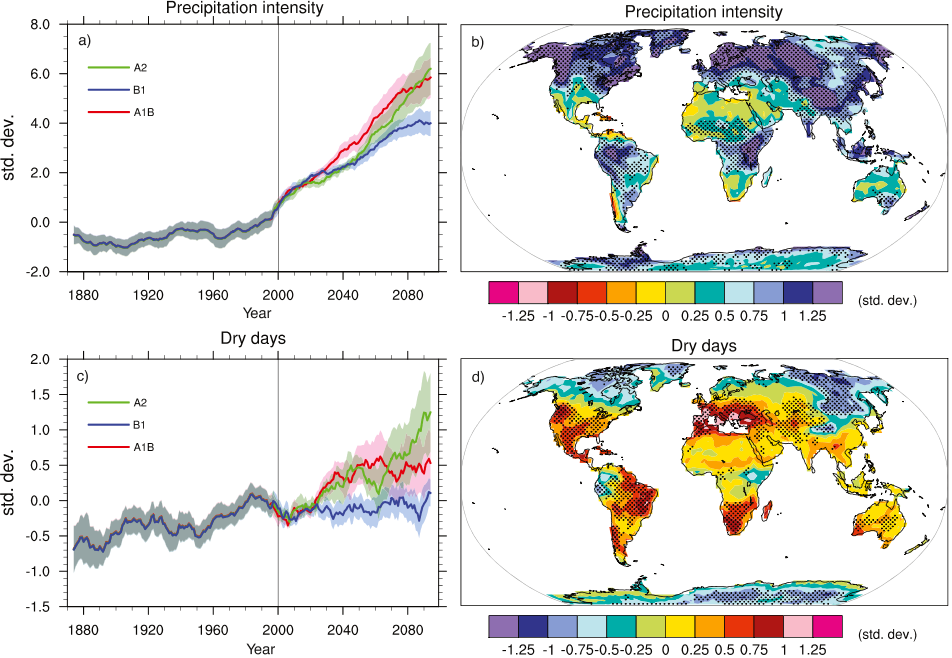 Precipitation intensity
a)
8.0
6.0
4.0
2.0
0.0
-2.0
std. dev.
A2
B1
A1B
1880 1920 1960 2000 2040 2080
Year
Precipitation intensity
b)
-1.25 -1 -0.75 -0.5 -0.25 0 0.25 0.5 0.75 1 1.25
(std. dev.)
Dry days
c)
2.0
1.5
1.0
0.5
0.0
-0.5
-1.0
-1.5
std. dev.
A2
B1
A1B
1880 1920 1960 2000 2040 2080
Year
Dry days
d)
-1.25 -1 -0.75 -0.5 -0.25 0 0.25 0.50 0.75 1 1.25
(std. dev.)